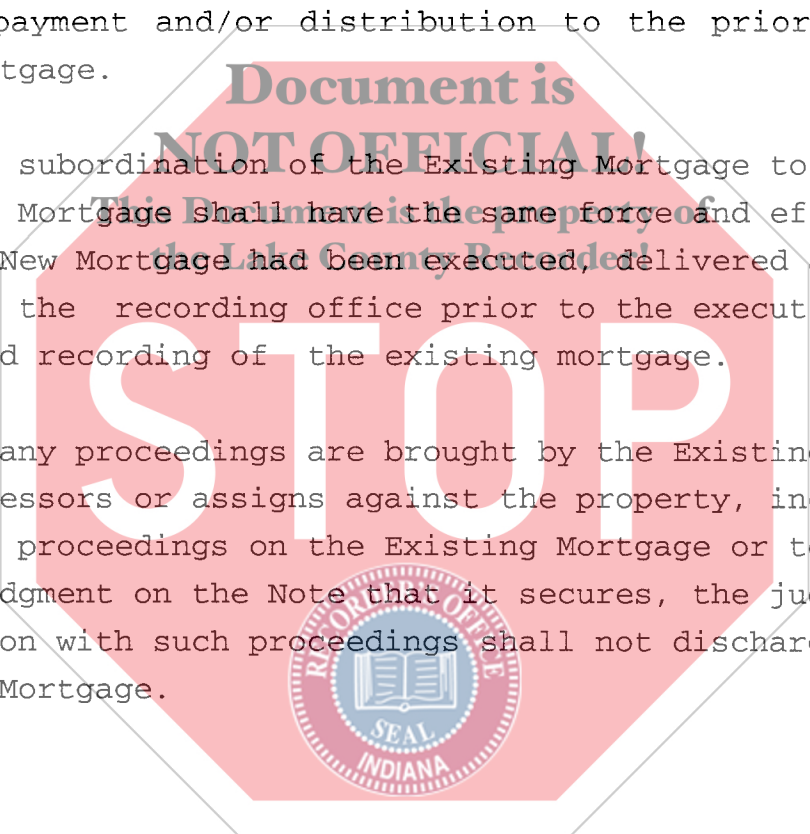 payment and/or distribution to the prior
tgage.
Document is
NOT OFFICIAL!
subordination of the Existing Mortgage to
This Document is the property of
Mortgage shall have the same force and ef
the Lake County Recorder!
New Mortgage had been executed, delivered
the recording office prior to the execut
d recording of the existing mortgage.
STOP
any proceedings are brought by the Existin
essors or assigns against the property, in
proceedings on the Existing Mortgage or t
dgment on the Note that it secures, the ju
on with such proceedings shall not dischar
Mortgage.
RECORDER'S OFFICE
SEAL
INDIANA